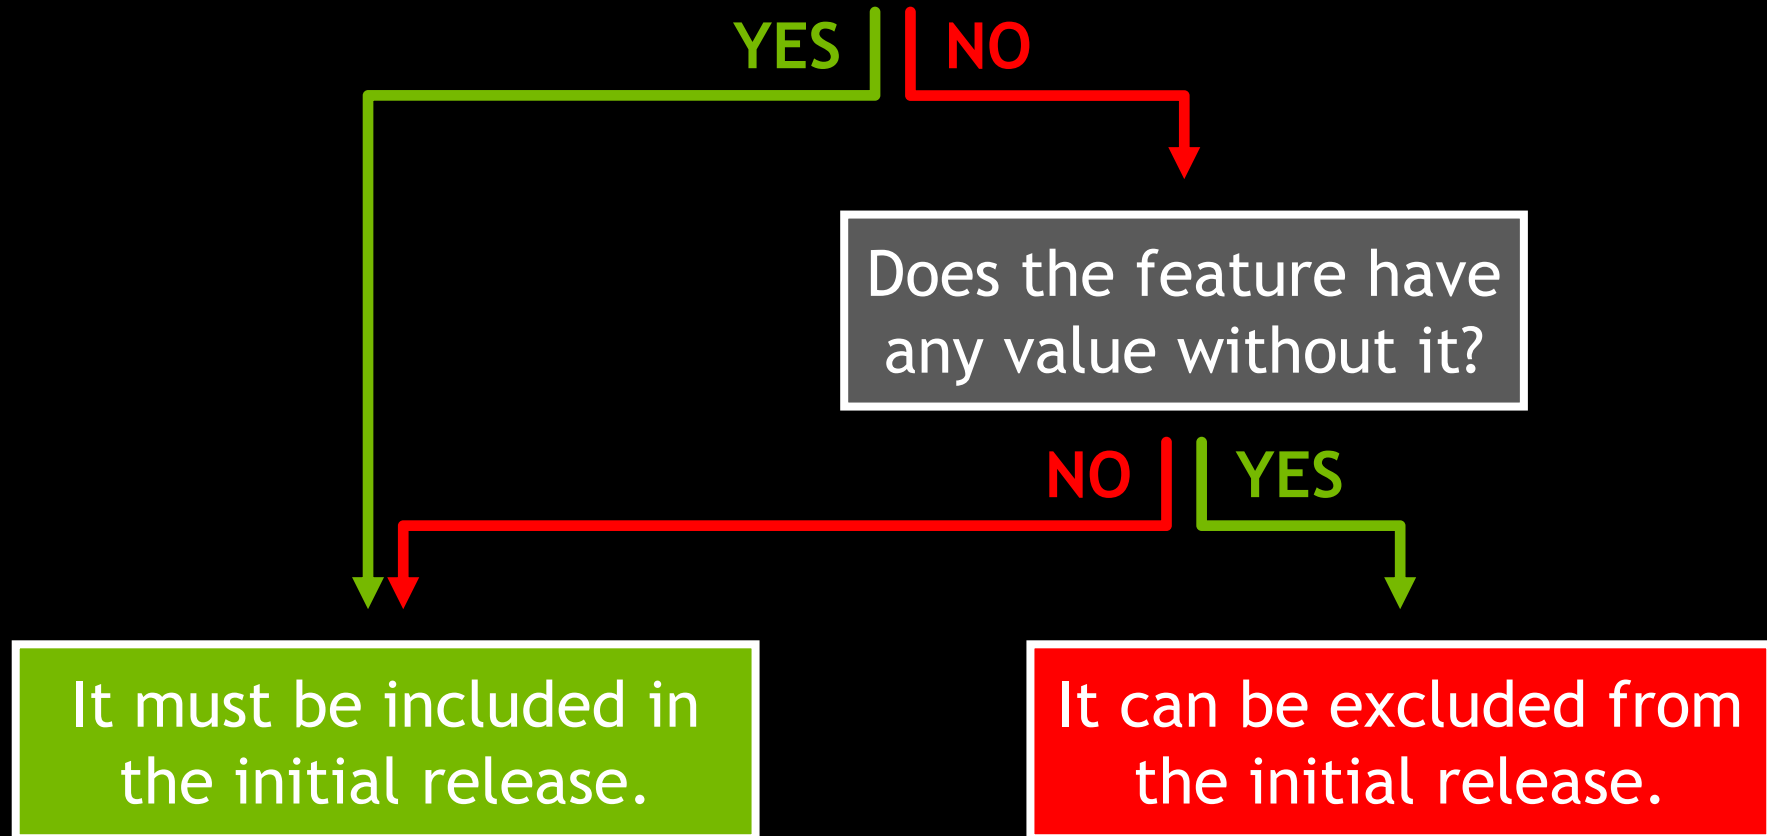 YES NO
Does the feature have
any value without it?
NO YES
It must be included in
the initial release.
It can be excluded from
the initial release.